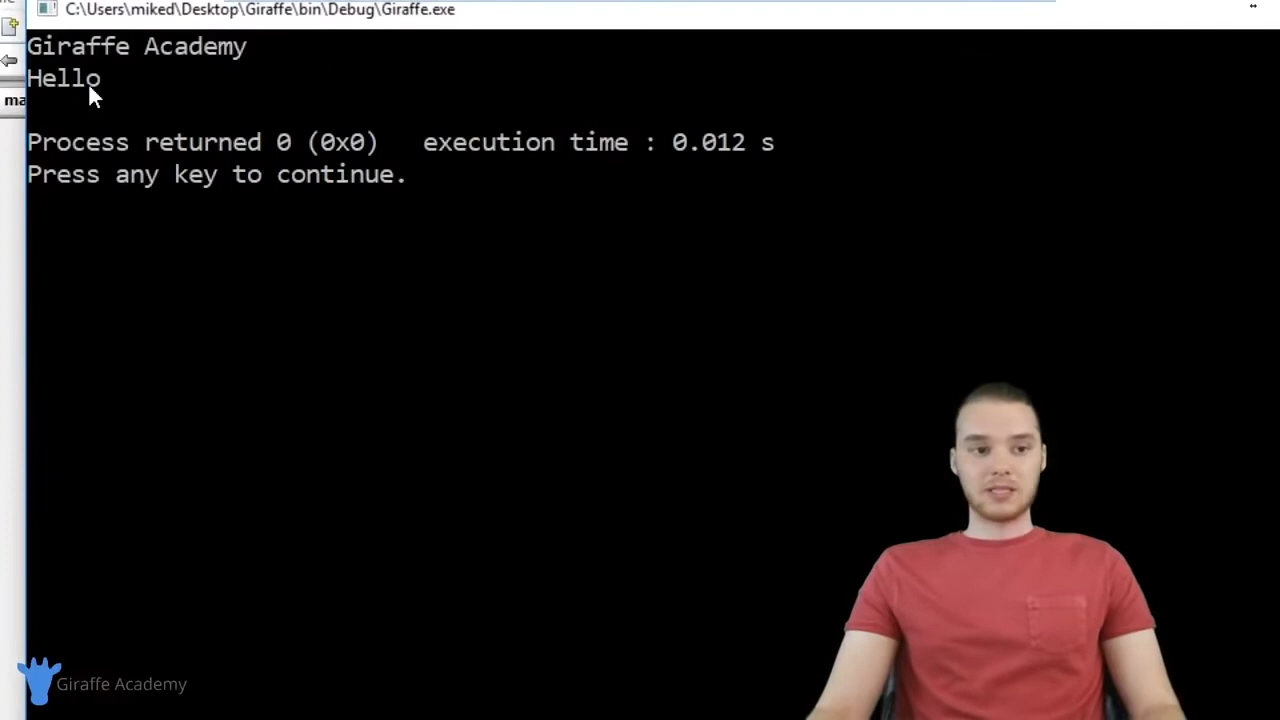 C:\Users\miked\Desktop\Giraffe\bin\Debug\Giraffe.exe
ma
Giraffe Academy
Hello
Process returned 0 (0x0)   execution time : 0.012 s
Press any key to continue.
Giraffe Academy